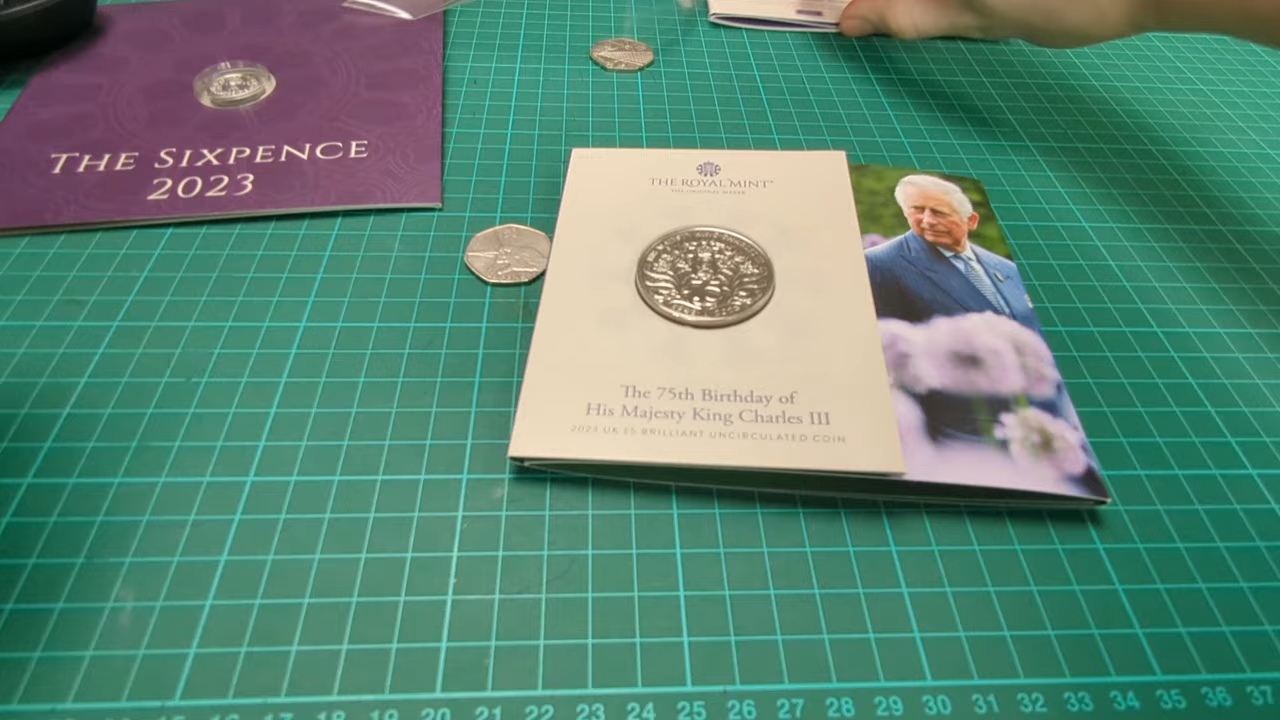 THE SIXPENCE
2023
THE ROYAL MINT®
THE ORIGINAL MAKER
The 75th Birthday of
His Majesty King Charles III
2023 UK £5 BRILLIANT UNCIRCULATED COIN
20 21 22 23 24 25 26 27 28 29 30 31 32 33 34 35 36 37